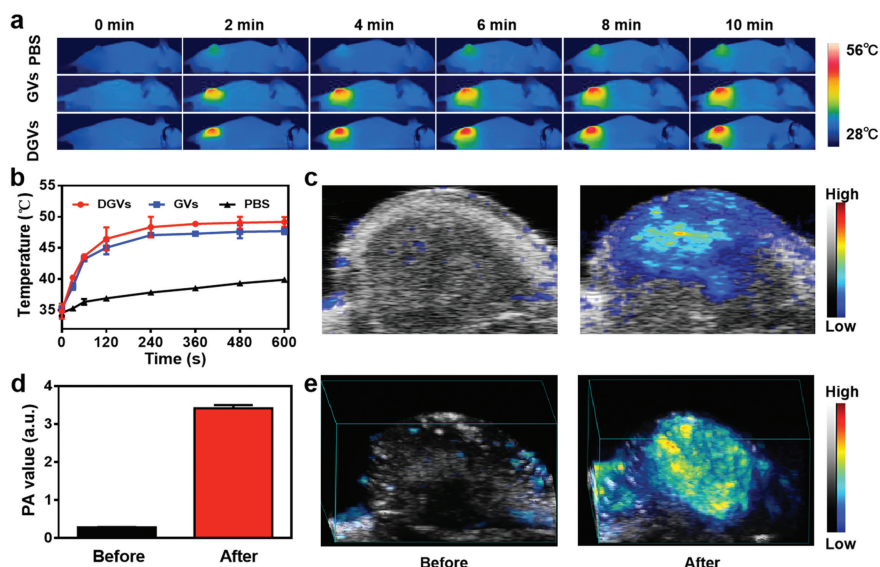 a
0 min 2 min 4 min 6 min 8 min 10 min
PBS
GVs
DGVs
56°C
28°C
b
Temperature (℃)
55
50
45
40
35
DGVs GVs PBS
0 120 240 360 480 600
Time (s)
c
High
Low
d
PA value (a.u.)
4
3
2
1
0
Before After
e
High
Low
Before After